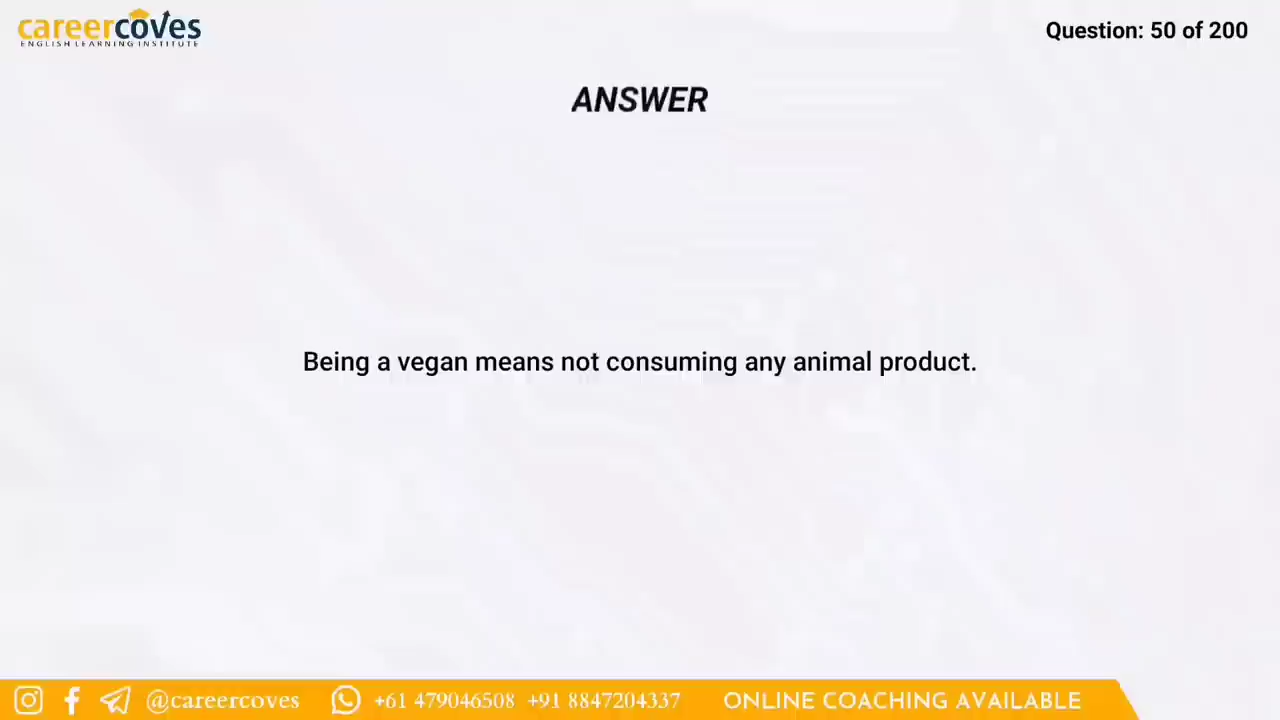 careercoves
ENGLISH LEARNING INSTITUTE
Question: 50 of 200
ANSWER
Being a vegan means not consuming any animal product.
@careercoves +61 479046508 +91 8847204337 ONLINE COACHING AVAILABLE